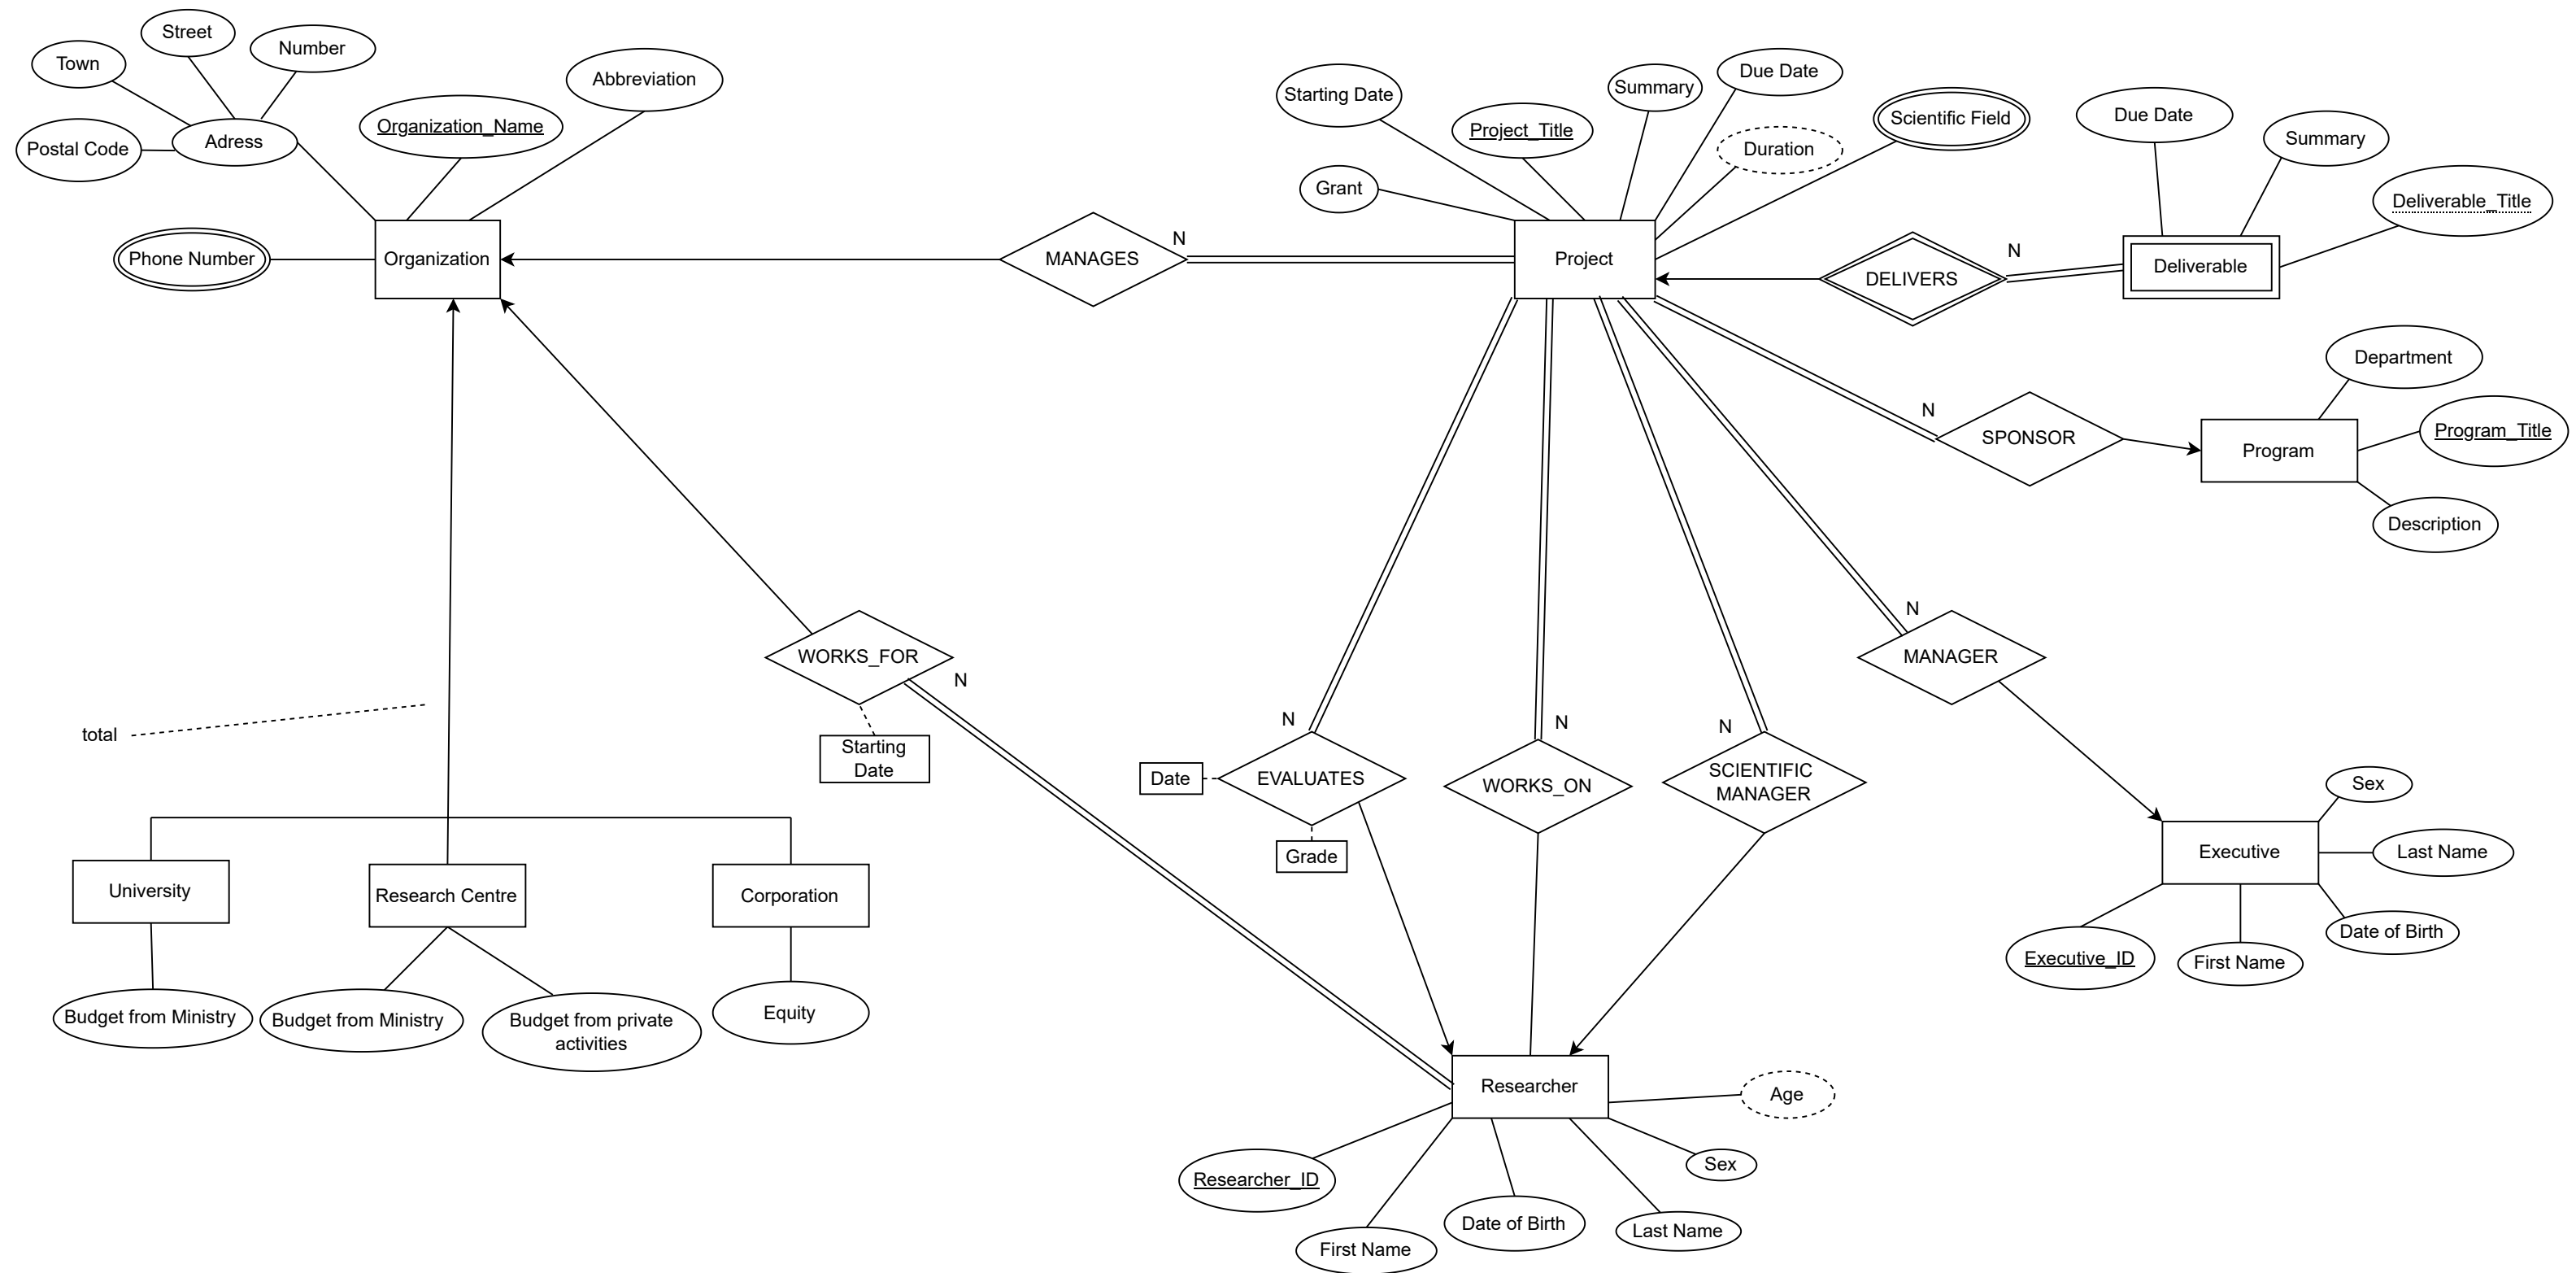 Street
Number
Town
Abbreviation
Organization_Name
Adress
Postal Code
Phone Number
Organization
MANAGES
N
Starting Date
Summary
Due Date
Project_Title
Duration
Scientific Field
Grant
Project
Due Date
Summary
Deliverable_Title
DELIVERS
N
Deliverable
Department
N
SPONSOR
Program
Program_Title
Description
N
MANAGER
WORKS_FOR
N
Starting
Date
total
N
N
N
Date
EVALUATES
Grade
WORKS_ON
SCIENTIFIC
MANAGER
Sex
Executive
Last Name
Date of Birth
Executive_ID
First Name
University
Research Centre
Corporation
Budget from Ministry
Budget from Ministry
Budget from private
activities
Equity
Researcher
Age
Sex
Researcher_ID
Date of Birth
Last Name
First Name